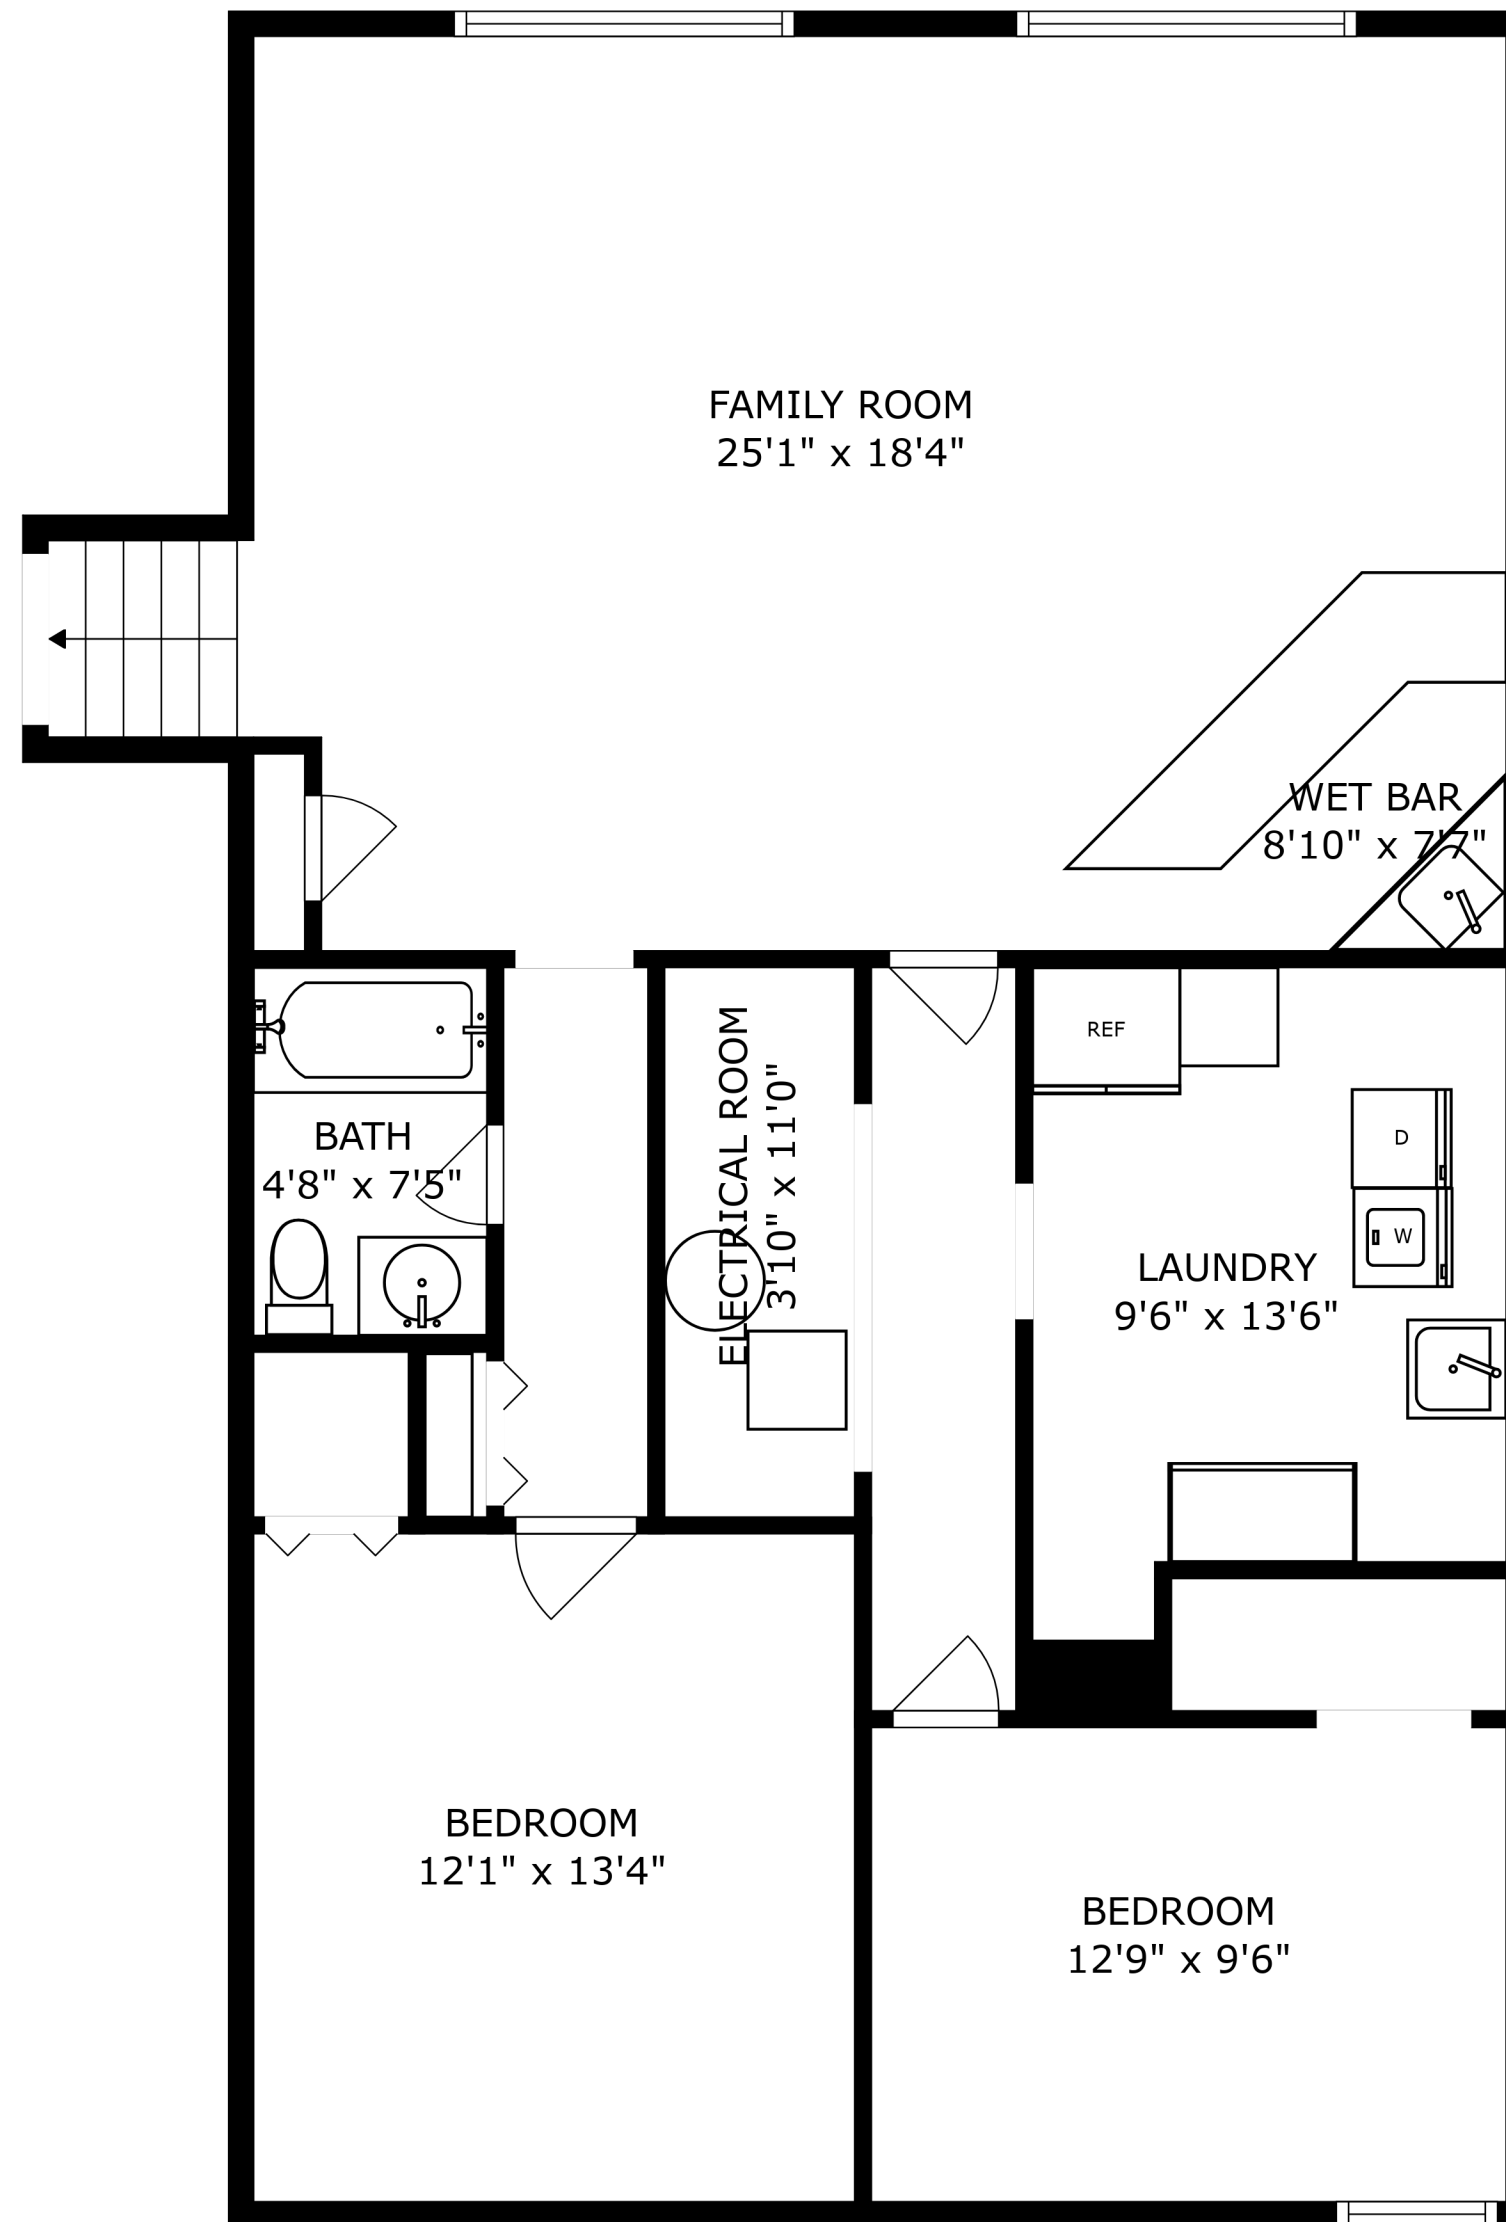 FAMILY ROOM
25'1" x 18'4"
WET BAR
8'10" x 7'7"
REF
BATH
4'8" x 7'5"
ELECTRICAL ROOM
3'10" x 11'0"
D
W
LAUNDRY
9'6" x 13'6"
BEDROOM
12'1" x 13'4"
BEDROOM
12'9" x 9'6"